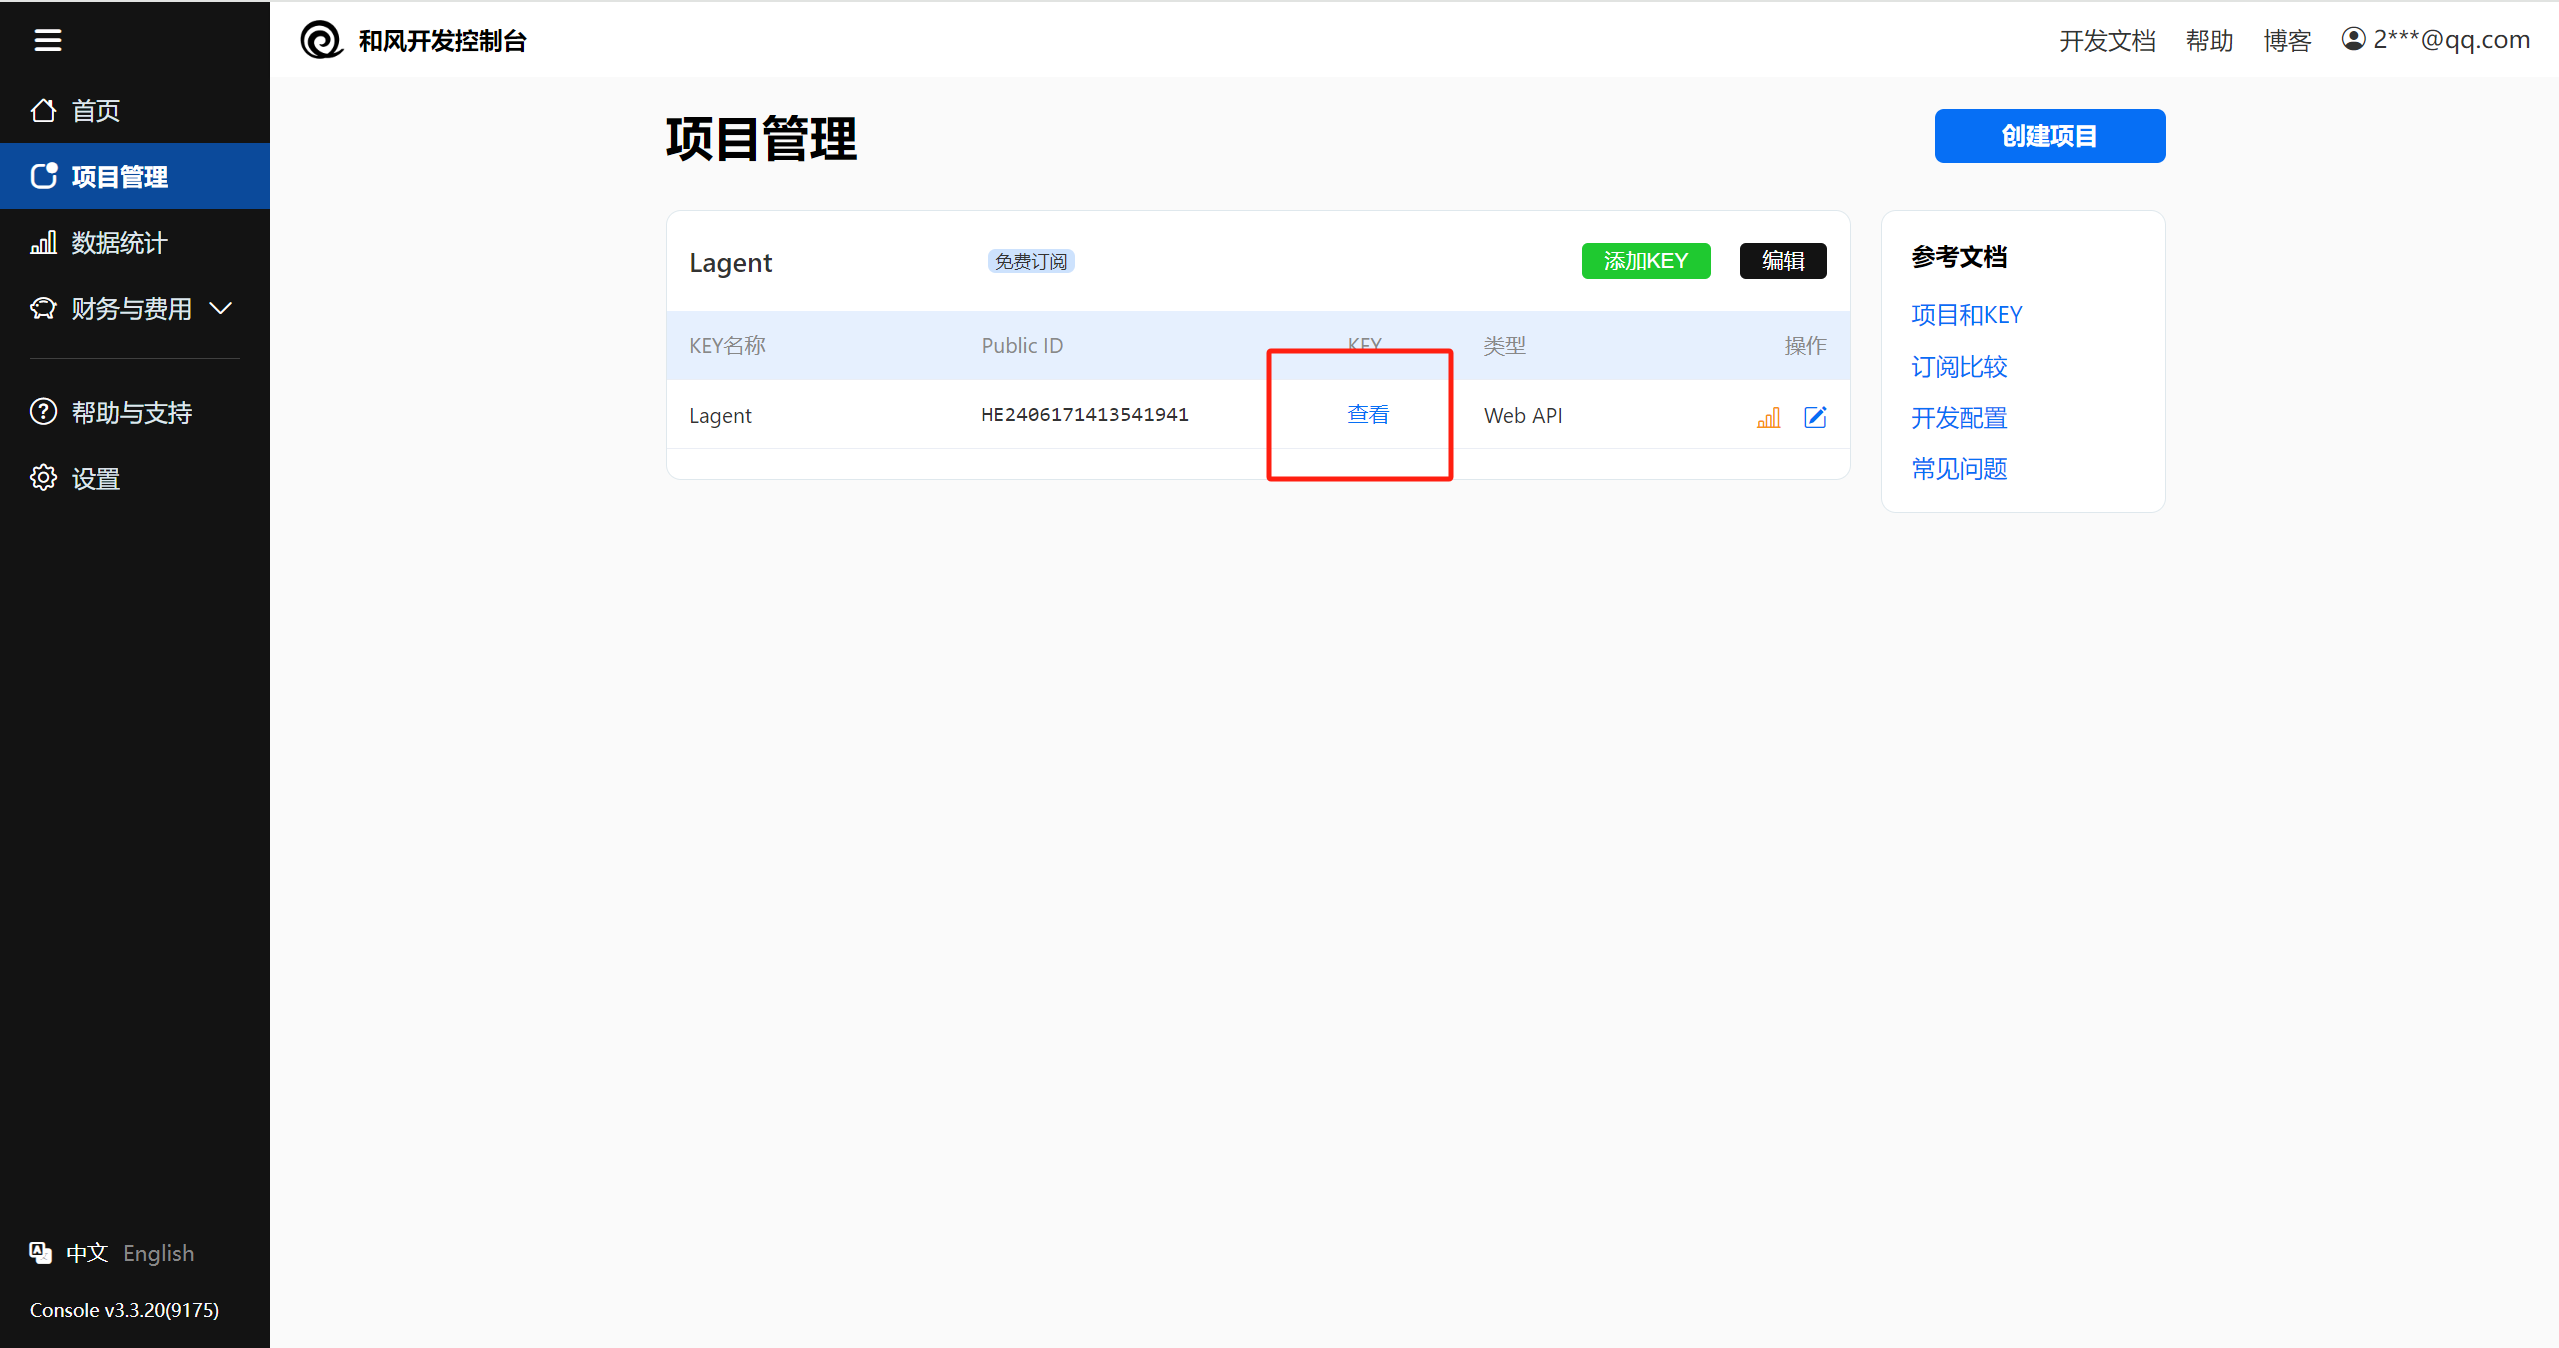 和风开发控制台
开发文档 帮助 博客 2***@qq.com
首页
项目管理
数据统计
财务与费用
帮助与支持
设置
中文 English
Console v3.3.20(9175)
项目管理
创建项目
Lagent 免费订阅 添加KEY 编辑
KEY名称 Public ID KEY 类型 操作
Lagent HE2406171413541941 查看 Web API
参考文档
项目和KEY
订阅比较
开发配置
常见问题